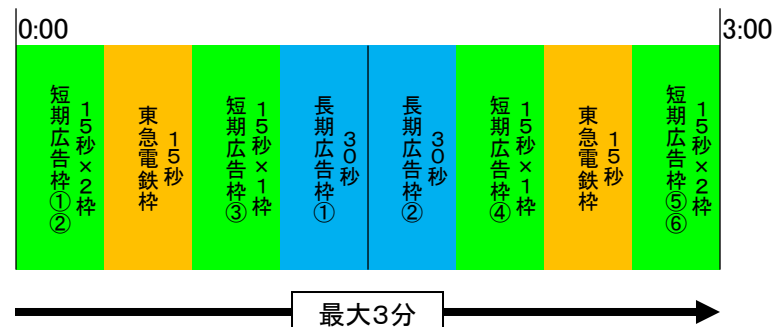 0:00
3:00
短期広告枠①②
15秒×2枠
東急電鉄枠
15秒
短期広告枠③
15秒×1枠
長期広告枠①
30秒
長期広告枠②
30秒
短期広告枠④
15秒×1枠
東急電鉄枠
15秒
短期広告枠⑤⑥
15秒×2枠
最大3分